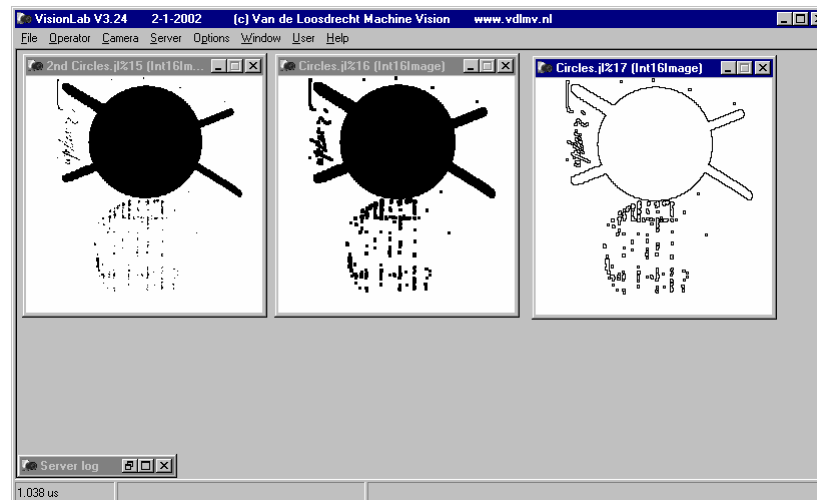 VisionLab V3.24 2-1-2002 (c) Van de Loosdrecht Machine Vision www.vdlmv.nl
File Operator Camera Server Options Window User Help
2nd Circles.jl%15 (Int16Im...
Circles.jl%16 (Int16Image)
Circles.jl%17 (Int16Image)
Server log
1.038 us